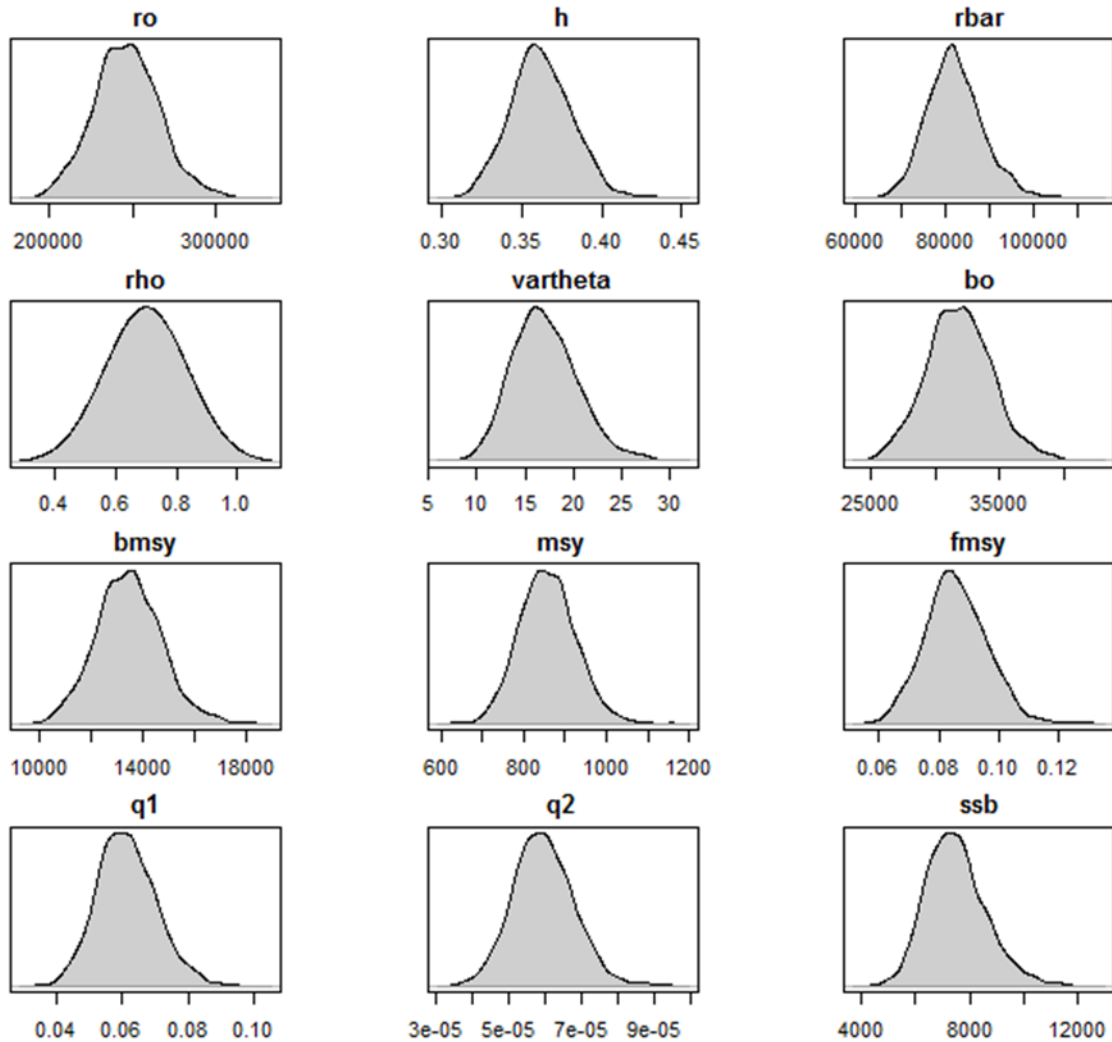 ro h rbar
200000 300000 0.30 0.35 0.40 0.45 60000 80000 100000
rho vartheta bo
0.4 0.6 0.8 1.0 5 10 15 20 25 30 25000 35000
bmsy msy fmsy
10000 14000 18000 600 800 1000 1200 0.06 0.08 0.10 0.12
q1 q2 ssb
0.04 0.06 0.08 0.10 3e-05 5e-05 7e-05 9e-05 4000 8000 12000